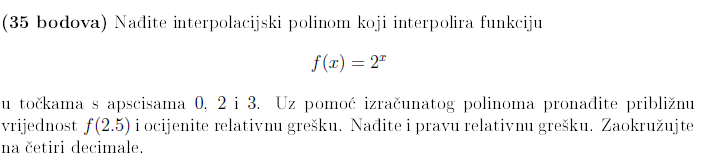 (35 bodova) Nađite interpolacijski polinom koji interpolira funkciju
f(x) = 2^x
u točkama s apscisama 0, 2 i 3. Uz pomoć izračunatog polinoma pronađite približnu
vrijednost f(2.5) i ocijenite relativnu grešku. Nađite i pravu relativnu grešku. Zaokružujte
na četiri decimale.